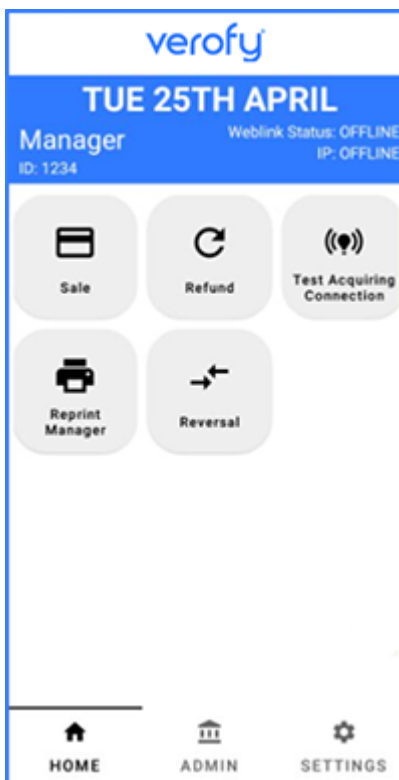 verofy
TUE 25TH APRIL
Manager
Weblink Status: OFFLINE
ID: 1234
IP: OFFLINE
Sale
Refund
Test Acquiring
Connection
Reprint
Manager
Reversal
HOME
ADMIN
SETTINGS